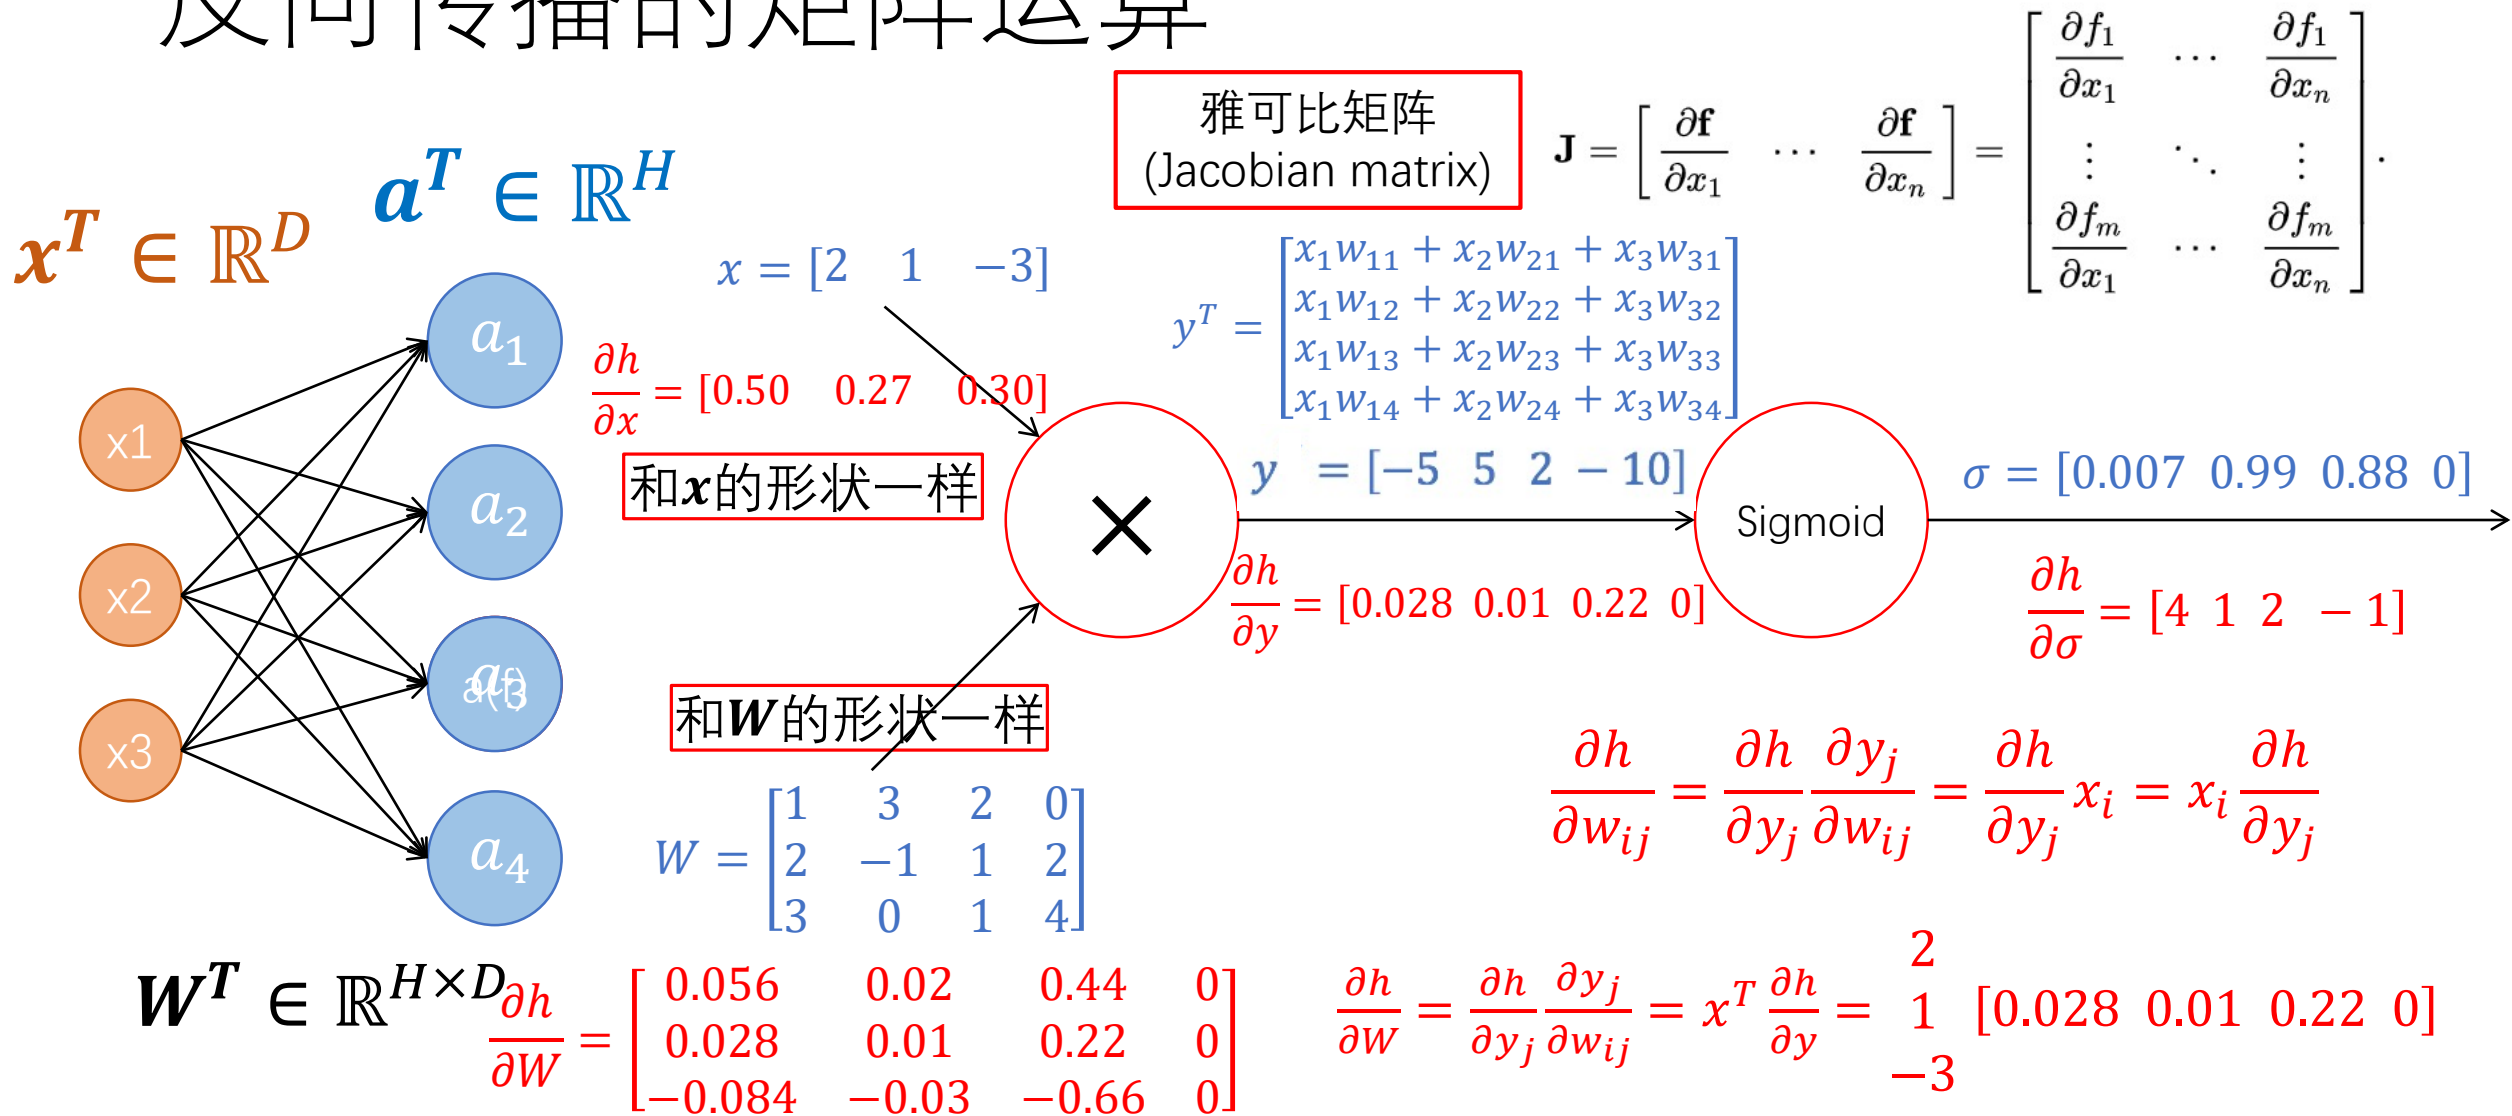 反向传播的矩阵运算
雅可比矩阵
(Jacobian matrix)
J = [∂f/∂x₁ ⋯ ∂f/∂xₙ] = [∂f₁/∂x₁ ⋯ ∂f₁/∂xₙ
⋮ ⋱ ⋮
∂fₘ/∂x₁ ⋯ ∂fₘ/∂xₙ].
xᵀ ∈ ℝᴰ
aᵀ ∈ ℝᴴ
x1
x2
x3
a₁
a₂
a₃
a₄
x = [2 1 −3]
∂h/∂x = [0.50 0.27 0.30]
和x的形状一样
×
和W的形状一样
W = [1 3 2 0
2 −1 1 2
3 0 1 4]
yᵀ = [x₁w₁₁ + x₂w₂₁ + x₃w₃₁
x₁w₁₂ + x₂w₂₂ + x₃w₃₂
x₁w₁₃ + x₂w₂₃ + x₃w₃₃
x₁w₁₄ + x₂w₂₄ + x₃w₃₄]
y = [−5 5 2 −10]
∂h/∂y = [0.028 0.01 0.22 0]
Sigmoid
σ = [0.007 0.99 0.88 0]
∂h/∂σ = [4 1 2 −1]
∂h/∂wᵢⱼ = ∂h/∂yⱼ ∂yⱼ/∂wᵢⱼ = ∂h/∂yⱼ xᵢ = xᵢ ∂h/∂yⱼ
Wᵀ ∈ ℝᴴˣᴰ
∂h/∂W = [0.056 0.02 0.44 0
0.028 0.01 0.22 0
−0.084 −0.03 −0.66 0]
∂h/∂W = ∂h/∂yⱼ ∂yⱼ/∂wᵢⱼ = xᵀ ∂h/∂y = 2
1 [0.028 0.01 0.22 0]
−3